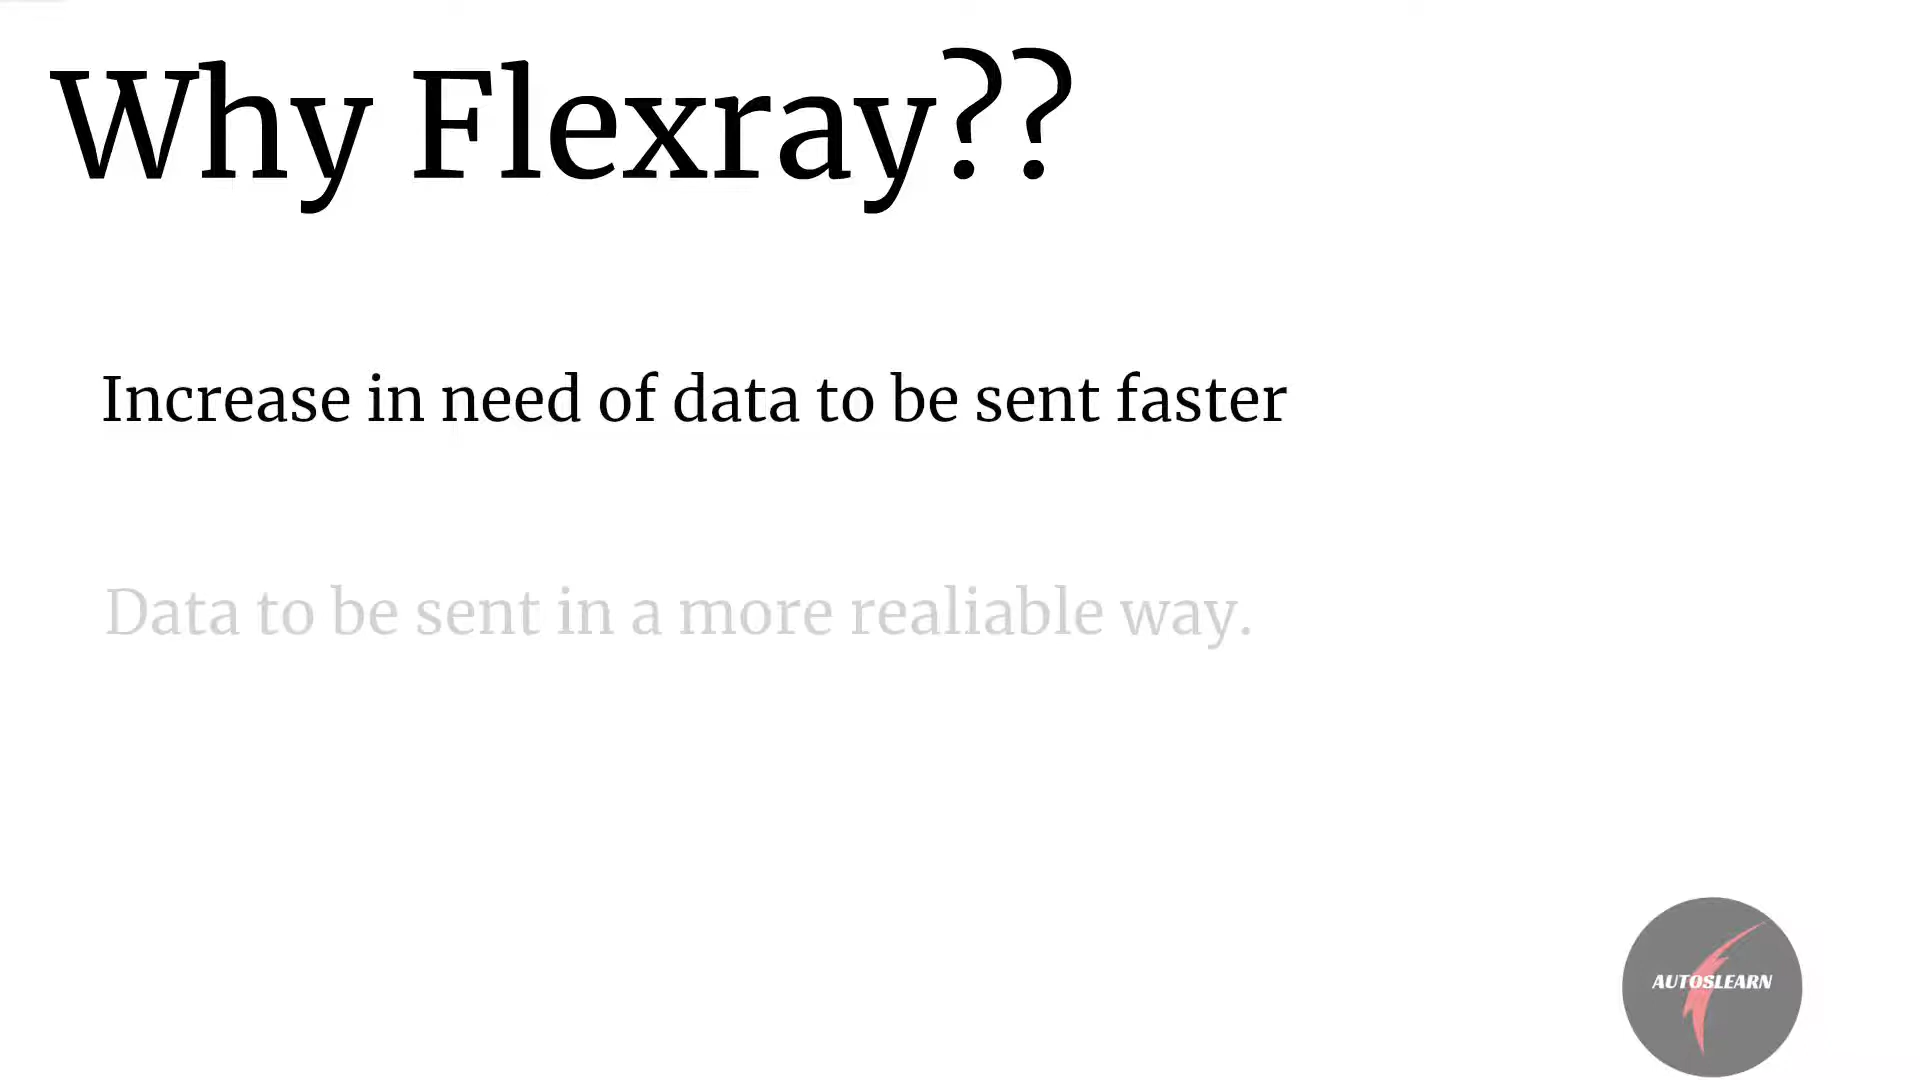 Why Flexray??
Increase in need of data to be sent faster
Data to be sent in a more realiable way.
AUTOSLEARN